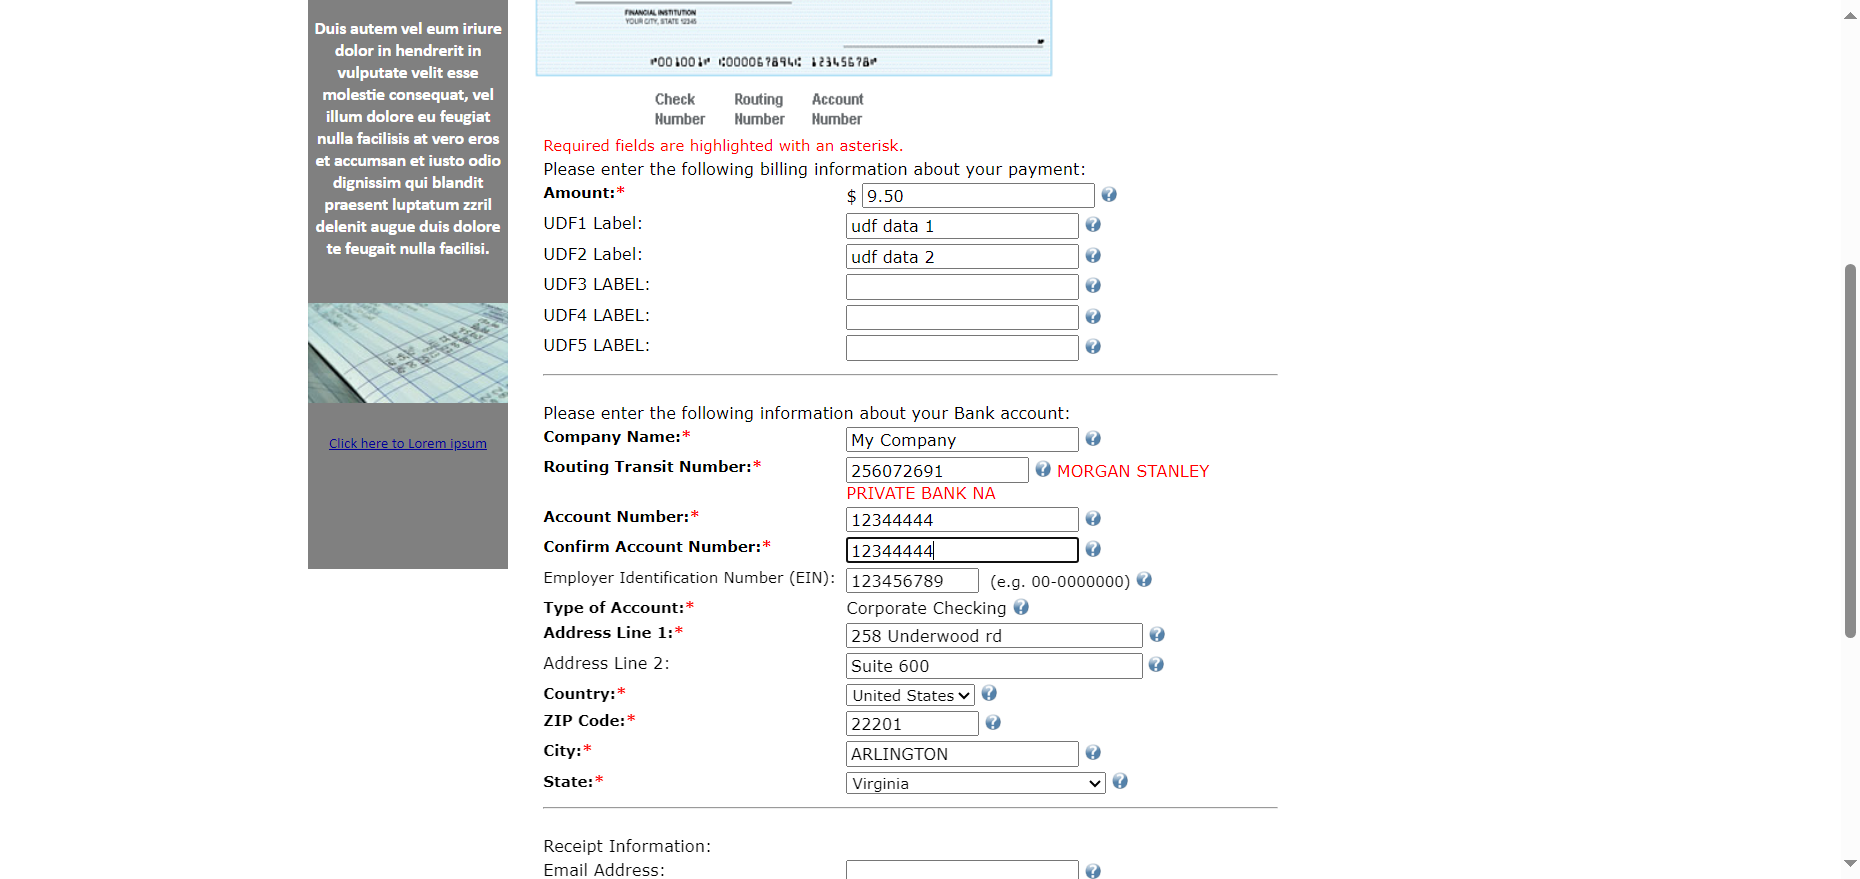 Duis autem vel eum iriure
dolor in hendrerit in
vulputate velit esse
molestie consequat, vel
illum dolore eu feugiat
nulla facilisis at vero eros
et accumsan et iusto odio
dignissim qui blandit
praesent luptatum zzril
delenit augue duis dolore
te feugait nulla facilisi.
Click here to Lorem ipsum
FINANCIAL INSTITUTION
YOUR CITY, STATE 12345
⑈001001⑈ ⑆000067894⑆ 12345678⑈
Check Number
Routing Number
Account Number
Required fields are highlighted with an asterisk.
Please enter the following billing information about your payment:
Amount:* $ 9.50
UDF1 Label: udf data 1
UDF2 Label: udf data 2
UDF3 LABEL:
UDF4 LABEL:
UDF5 LABEL:
Please enter the following information about your Bank account:
Company Name:* My Company
Routing Transit Number:* 256072691 MORGAN STANLEY
PRIVATE BANK NA
Account Number:* 12344444
Confirm Account Number:* 12344444
Employer Identification Number (EIN): 123456789 (e.g. 00-0000000)
Type of Account:* Corporate Checking
Address Line 1:* 258 Underwood rd
Address Line 2: Suite 600
Country:* United States
ZIP Code:* 22201
City:* ARLINGTON
State:* Virginia
Receipt Information:
Email Address: